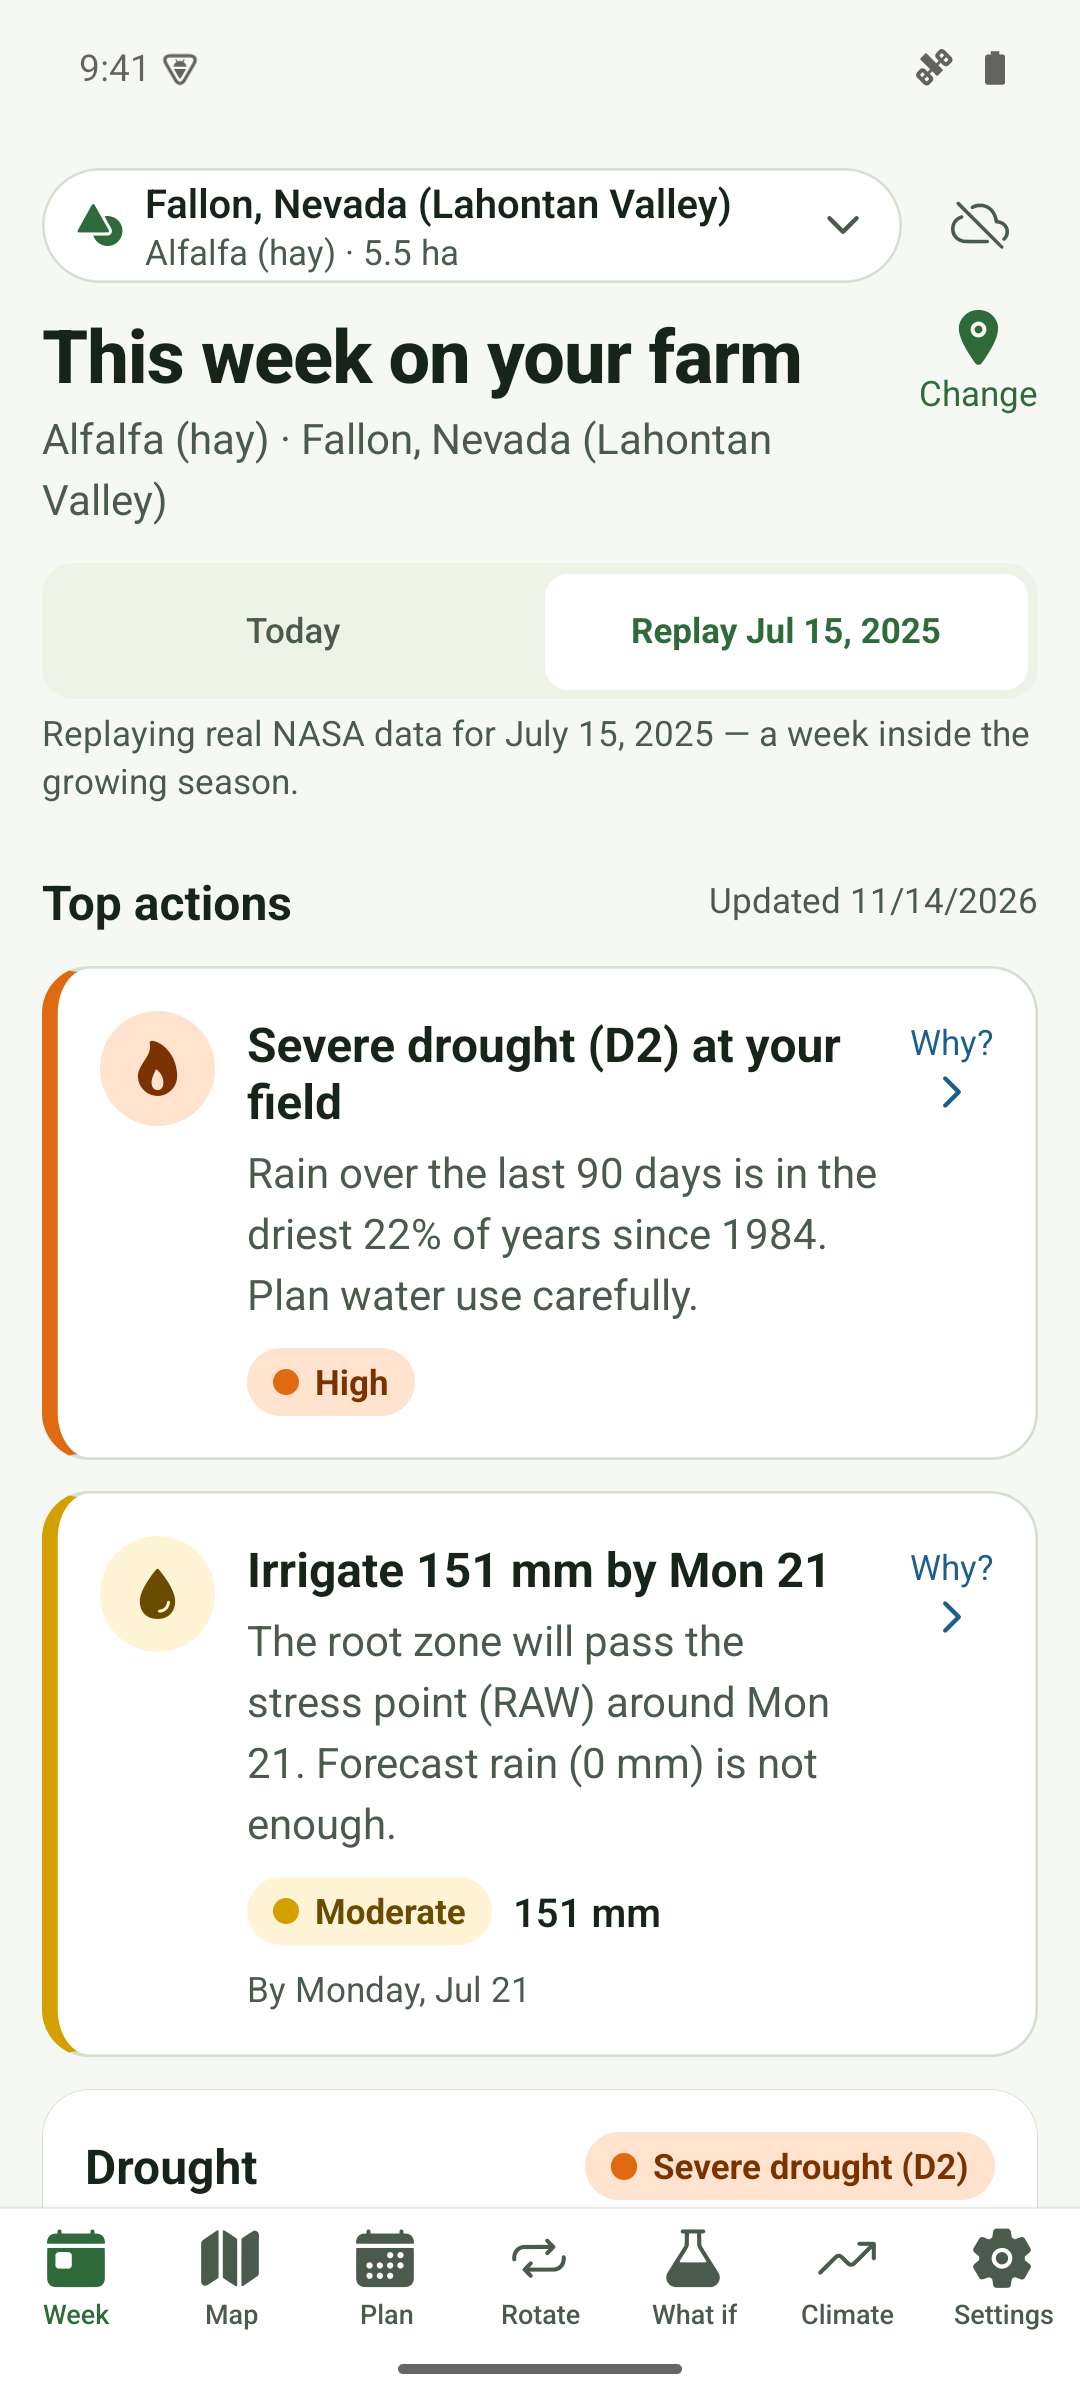 9:41
Fallon, Nevada (Lahontan Valley)
Alfalfa (hay) · 5.5 ha
This week on your farm
Change
Alfalfa (hay) · Fallon, Nevada (Lahontan
Valley)
Today
Replay Jul 15, 2025
Replaying real NASA data for July 15, 2025 — a week inside the
growing season.
Top actions
Updated 11/14/2026
Severe drought (D2) at your
field
Why?
Rain over the last 90 days is in the
driest 22% of years since 1984.
Plan water use carefully.
High
Irrigate 151 mm by Mon 21
Why?
The root zone will pass the
stress point (RAW) around Mon
21. Forecast rain (0 mm) is not
enough.
Moderate
151 mm
By Monday, Jul 21
Drought
Severe drought (D2)
Week
Map
Plan
Rotate
What if
Climate
Settings